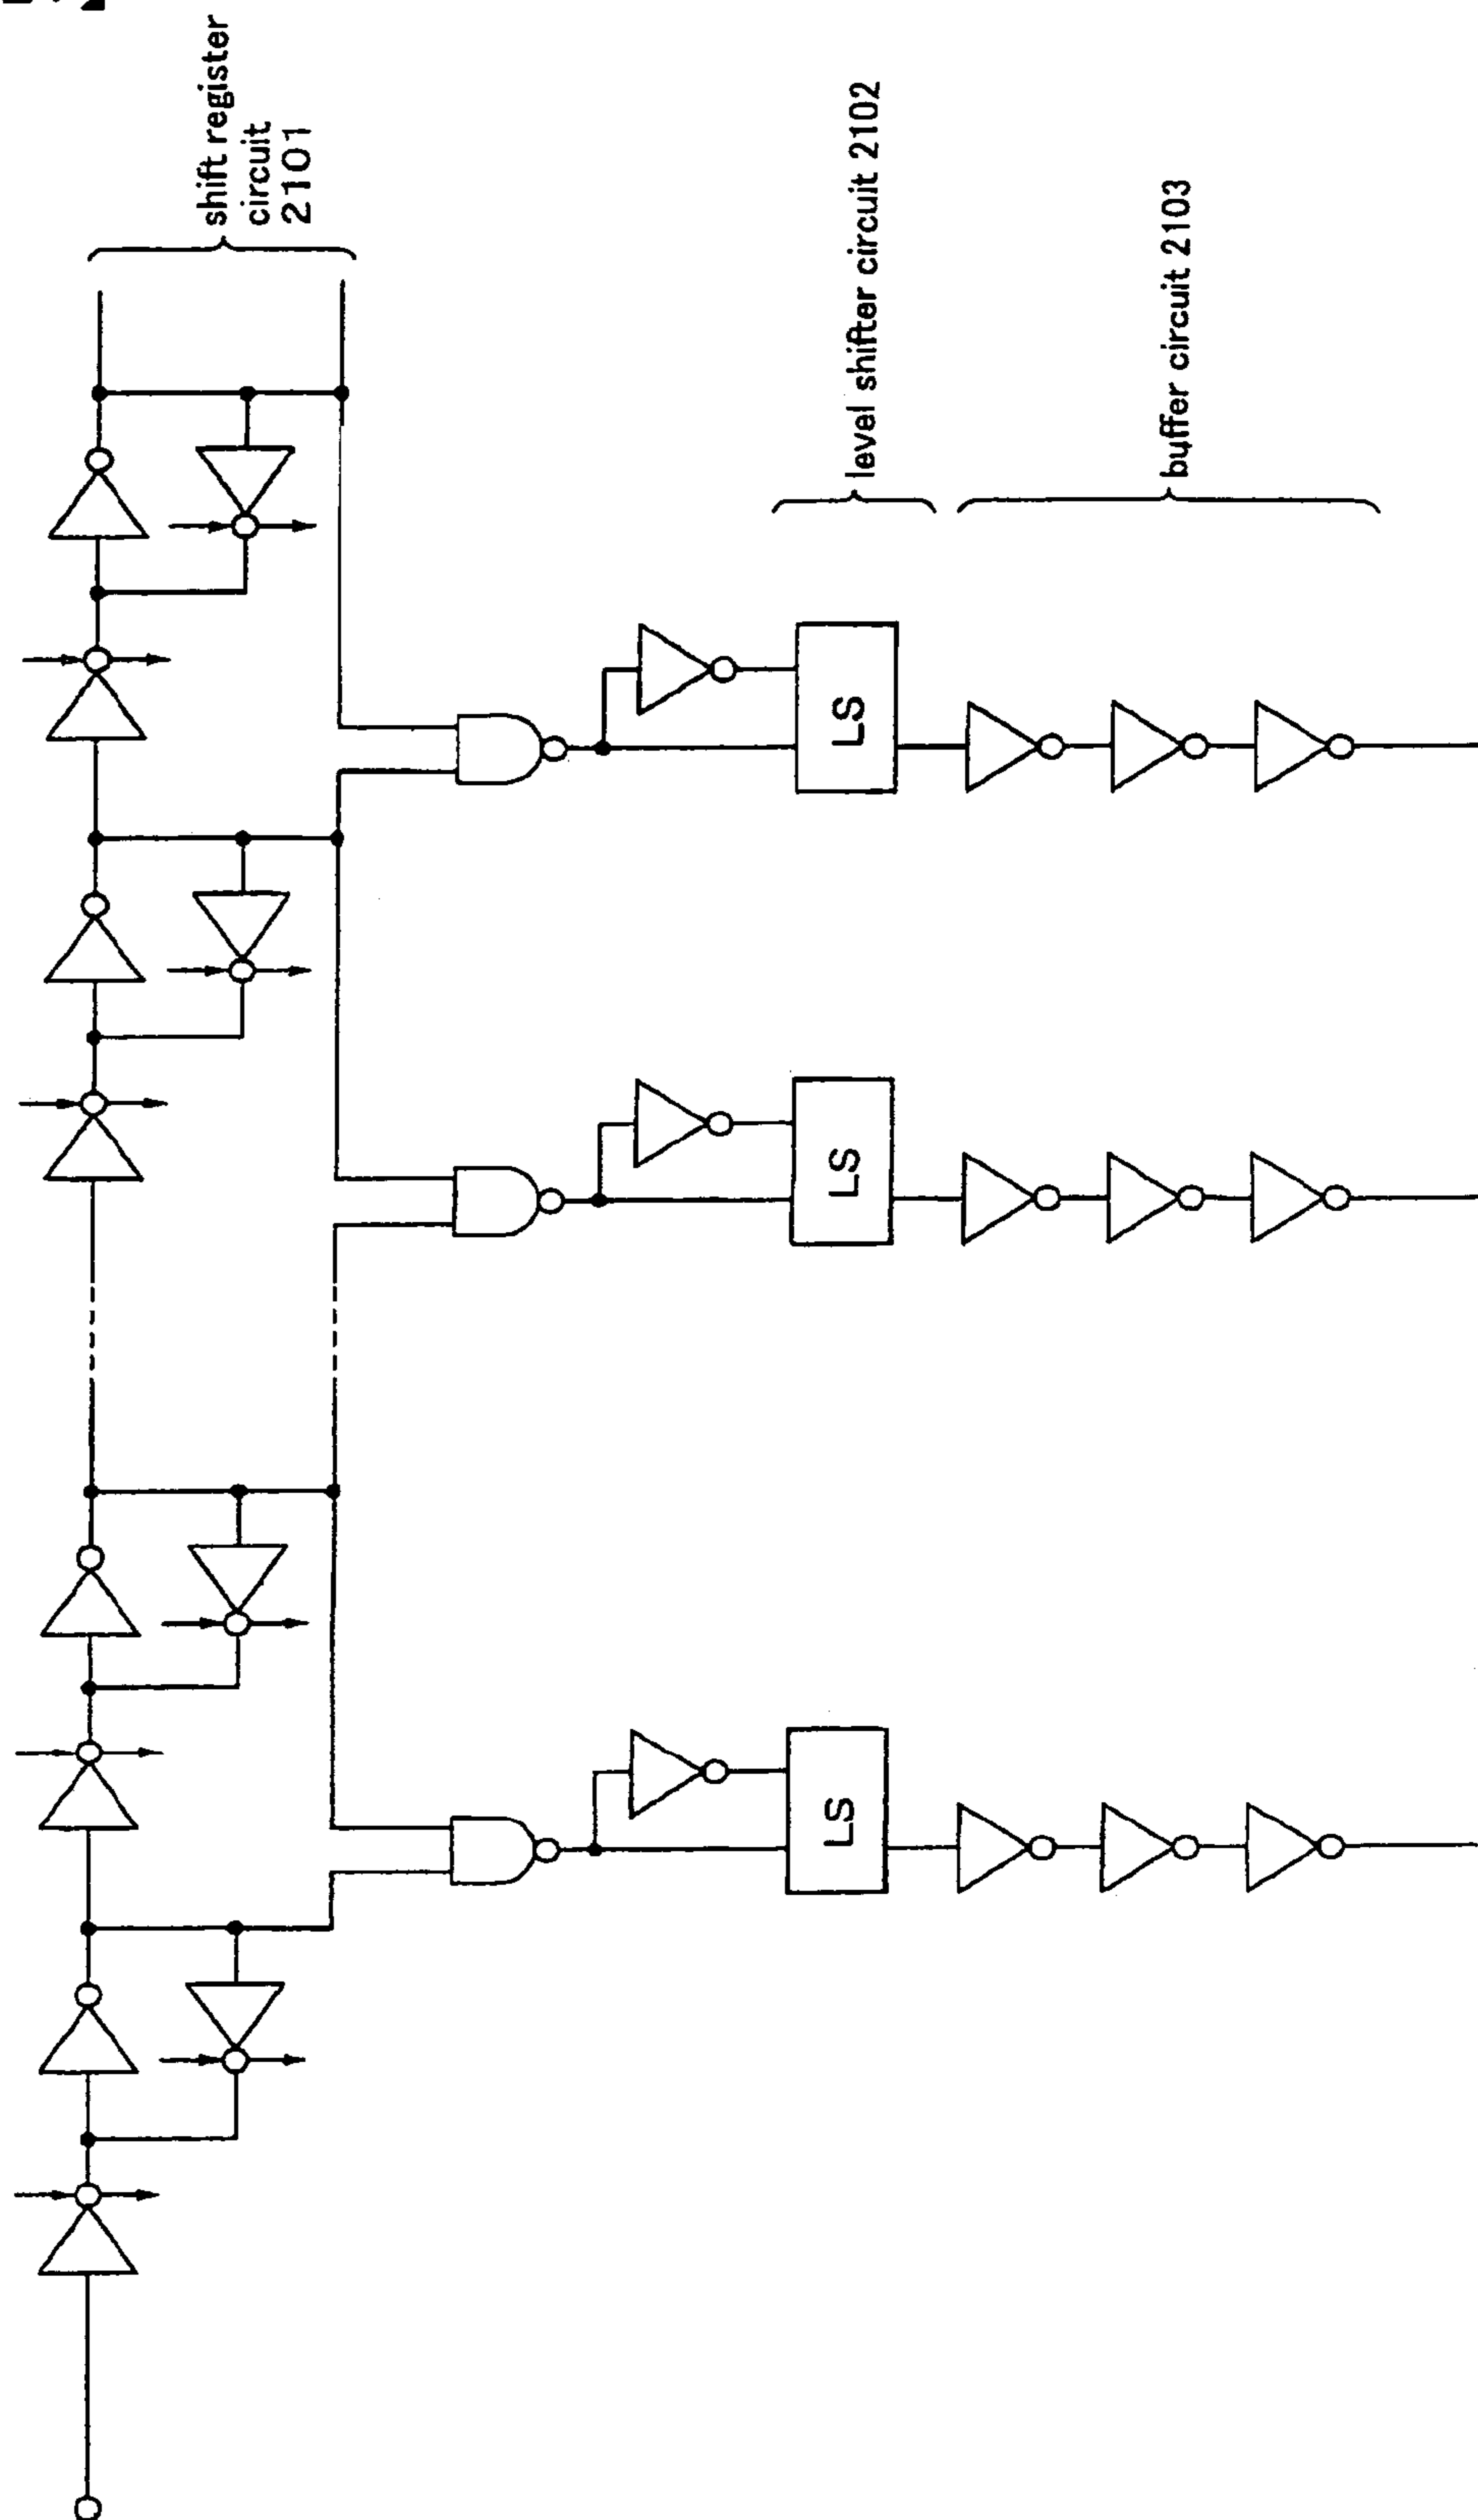 shift register
circuit
2101
level shifter circuit 2102
buffer circuit 2103
LS
LS
LS